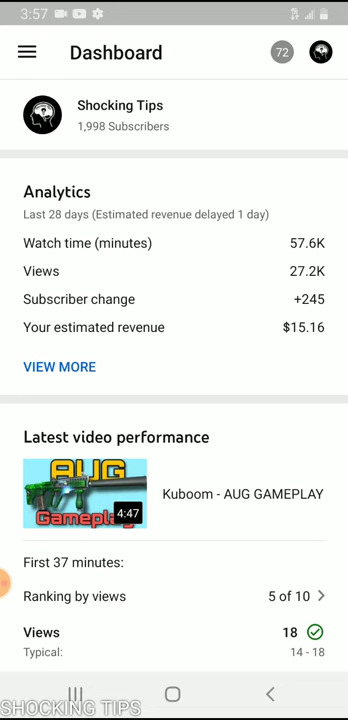 3:57
Dashboard
72
Shocking Tips
1,998 Subscribers
Analytics
Last 28 days (Estimated revenue delayed 1 day)
Watch time (minutes) 57.6K
Views 27.2K
Subscriber change +245
Your estimated revenue $15.16
VIEW MORE
Latest video performance
AUG
Gameplay
4:47
Kuboom - AUG GAMEPLAY
First 37 minutes:
Ranking by views 5 of 10
Views 18
Typical: 14 - 18
SHOCKING TIPS